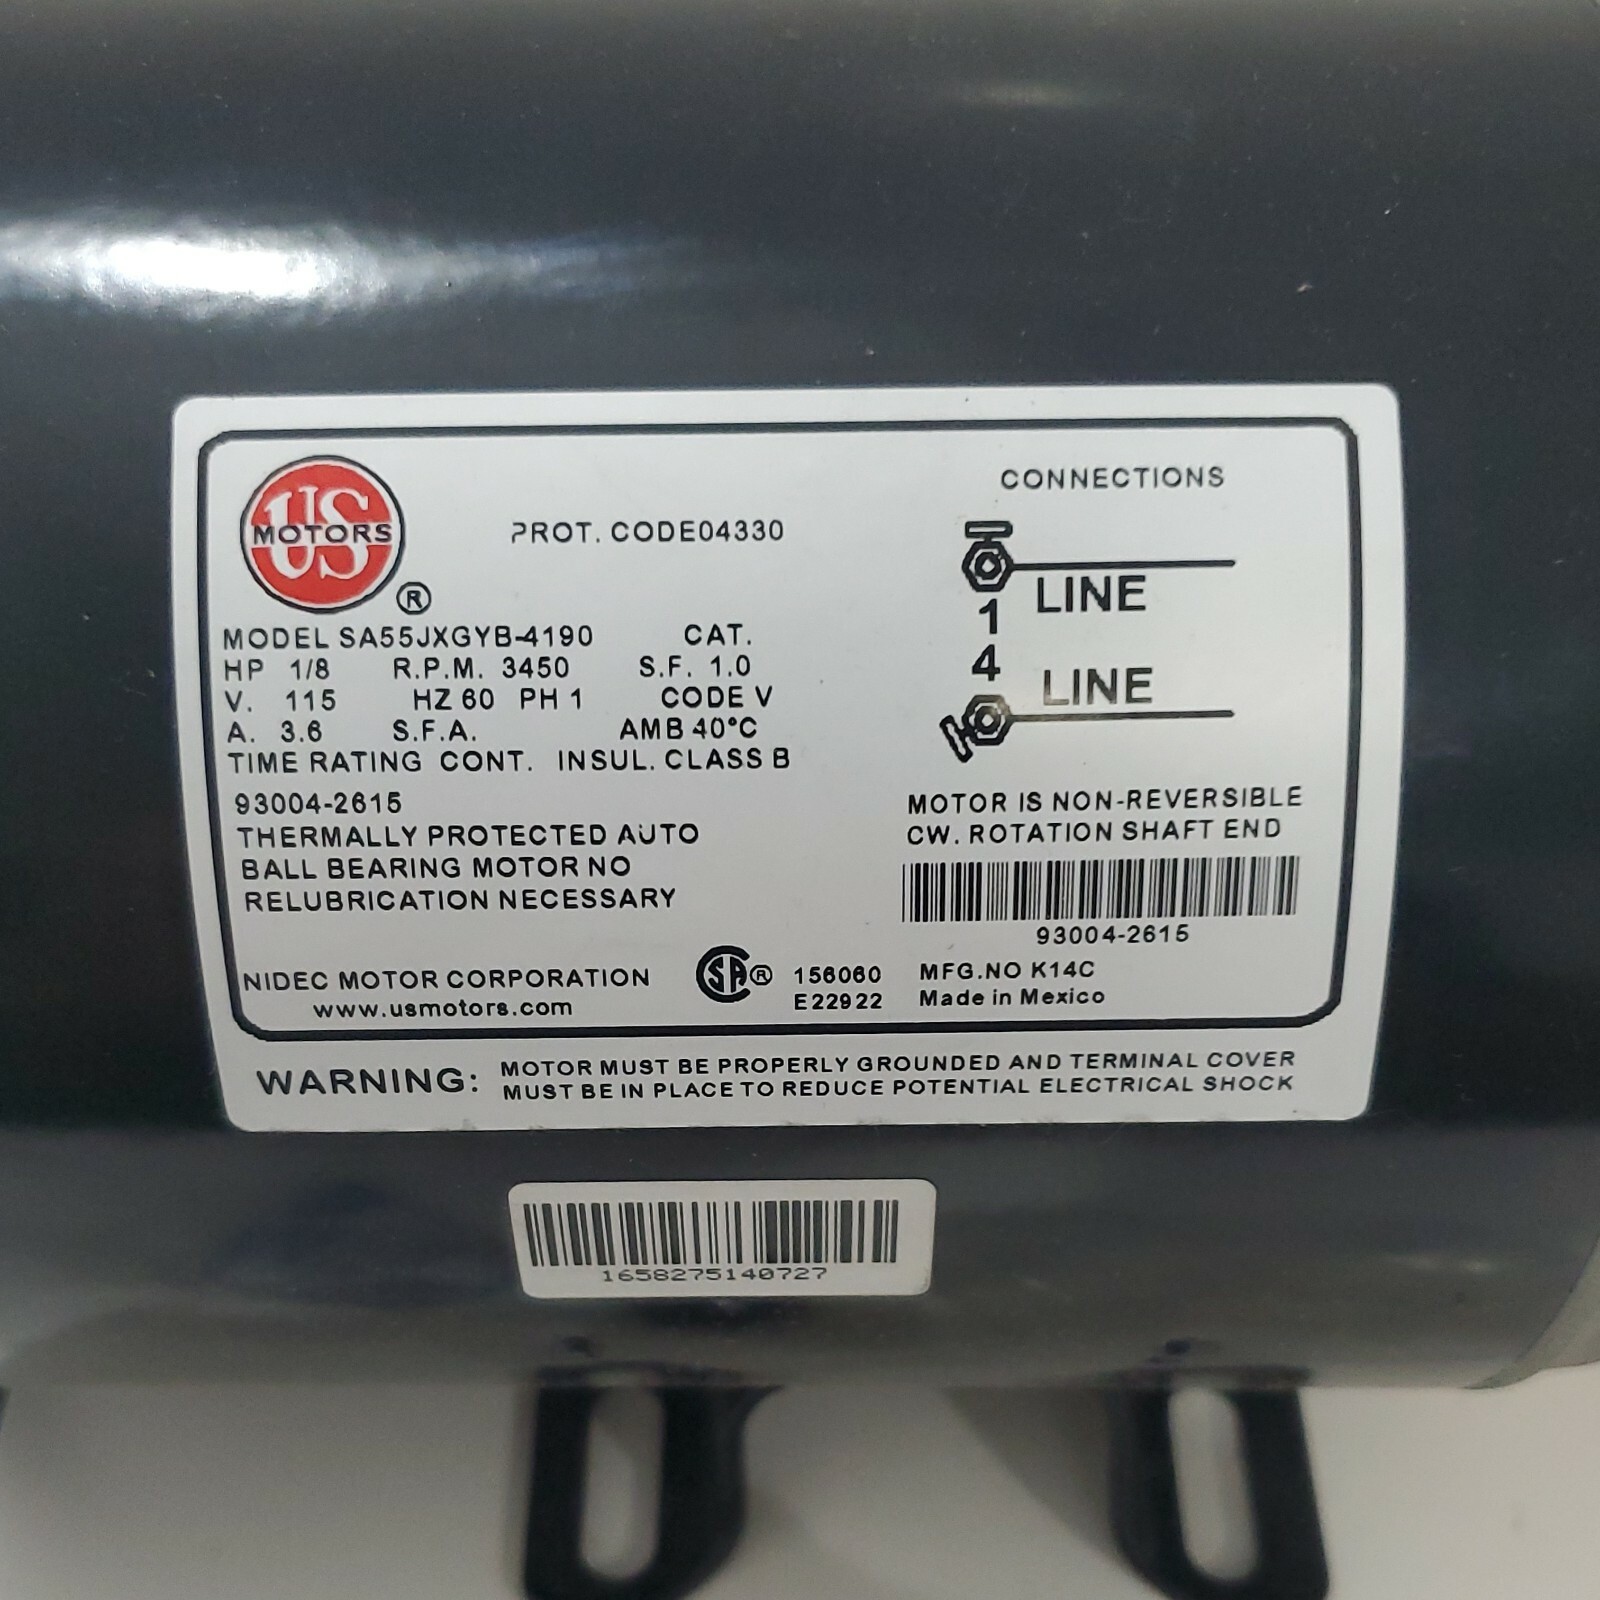 US
MOTORS
®
PROT. CODE04330
MODEL SA55JXGYB-4190 CAT.
HP 1/8 R.P.M. 3450 S.F. 1.0
V. 115 HZ 60 PH 1 CODE V
A. 3.6 S.F.A. AMB 40°C
TIME RATING CONT. INSUL. CLASS B
93004-2615
THERMALLY PROTECTED AUTO
BALL BEARING MOTOR NO
RELUBRICATION NECESSARY
CONNECTIONS
LINE
1
4
LINE
MOTOR IS NON-REVERSIBLE
CW. ROTATION SHAFT END
93004-2615
NIDEC MOTOR CORPORATION
www.usmotors.com
SA ®
156060
E22922
MFG.NO K14C
Made in Mexico
WARNING: MOTOR MUST BE PROPERLY GROUNDED AND TERMINAL COVER
MUST BE IN PLACE TO REDUCE POTENTIAL ELECTRICAL SHOCK
1658275140727